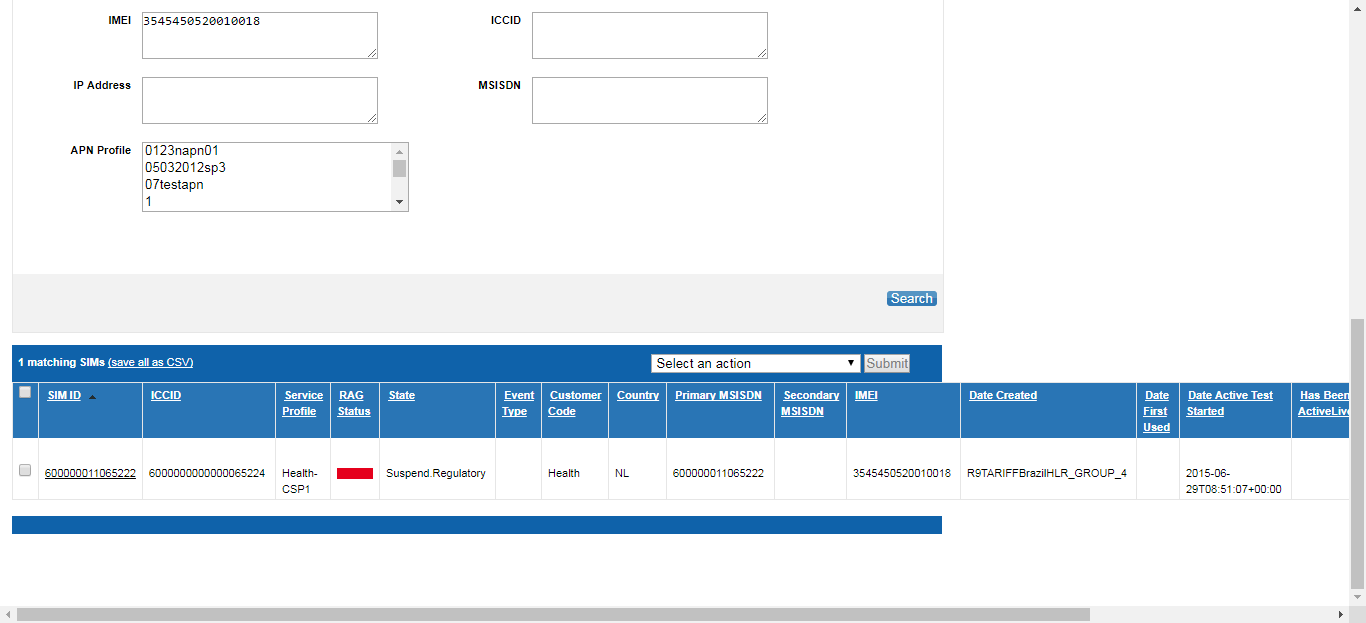 IMEI 3545450520010018 ICCID
IP Address MSISDN
APN Profile 0123napn01
05032012sp3
07testapn
1
Search
1 matching SIMs (save all as CSV) Select an action Submit
SIM ID ICCID Service RAG State Event Customer Country Primary MSISDN Secondary IMEI Date Created Date Date Active Test Has Been
Profile Status Type Code MSISDN First Started ActiveLive
Used
600000011065222 6000000000000065224 Health- Suspend.Regulatory Health NL 600000011065222 3545450520010018 R9TARIFFBrazilHLR_GROUP_4 2015-06-
CSP1 29T08:51:07+00:00